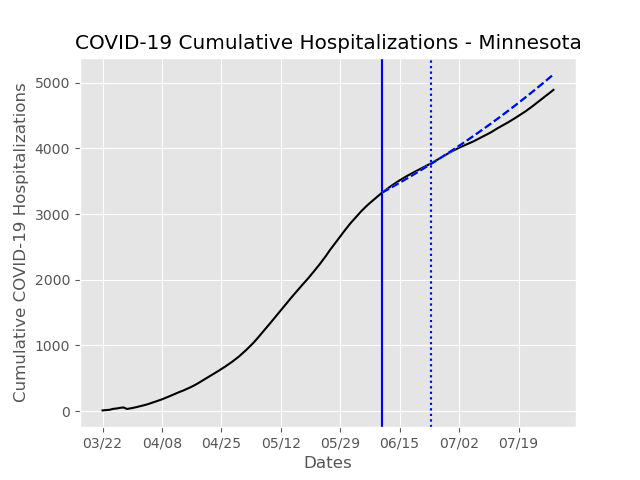 COVID-19 Cumulative Hospitalizations - Minnesota
Cumulative COVID-19 Hospitalizations
5000
4000
3000
2000
1000
0
03/22 04/08 04/25 05/12 05/29 06/15 07/02 07/19
Dates